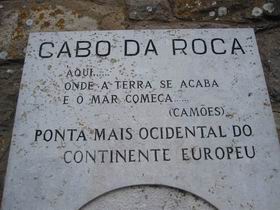 CABO DA ROCA
AQUI.....
ONDE A TERRA SE ACABA
E O MAR COMEÇA......
(CAMÕES)
PONTA MAIS OCIDENTAL DO
CONTINENTE EUROPEU